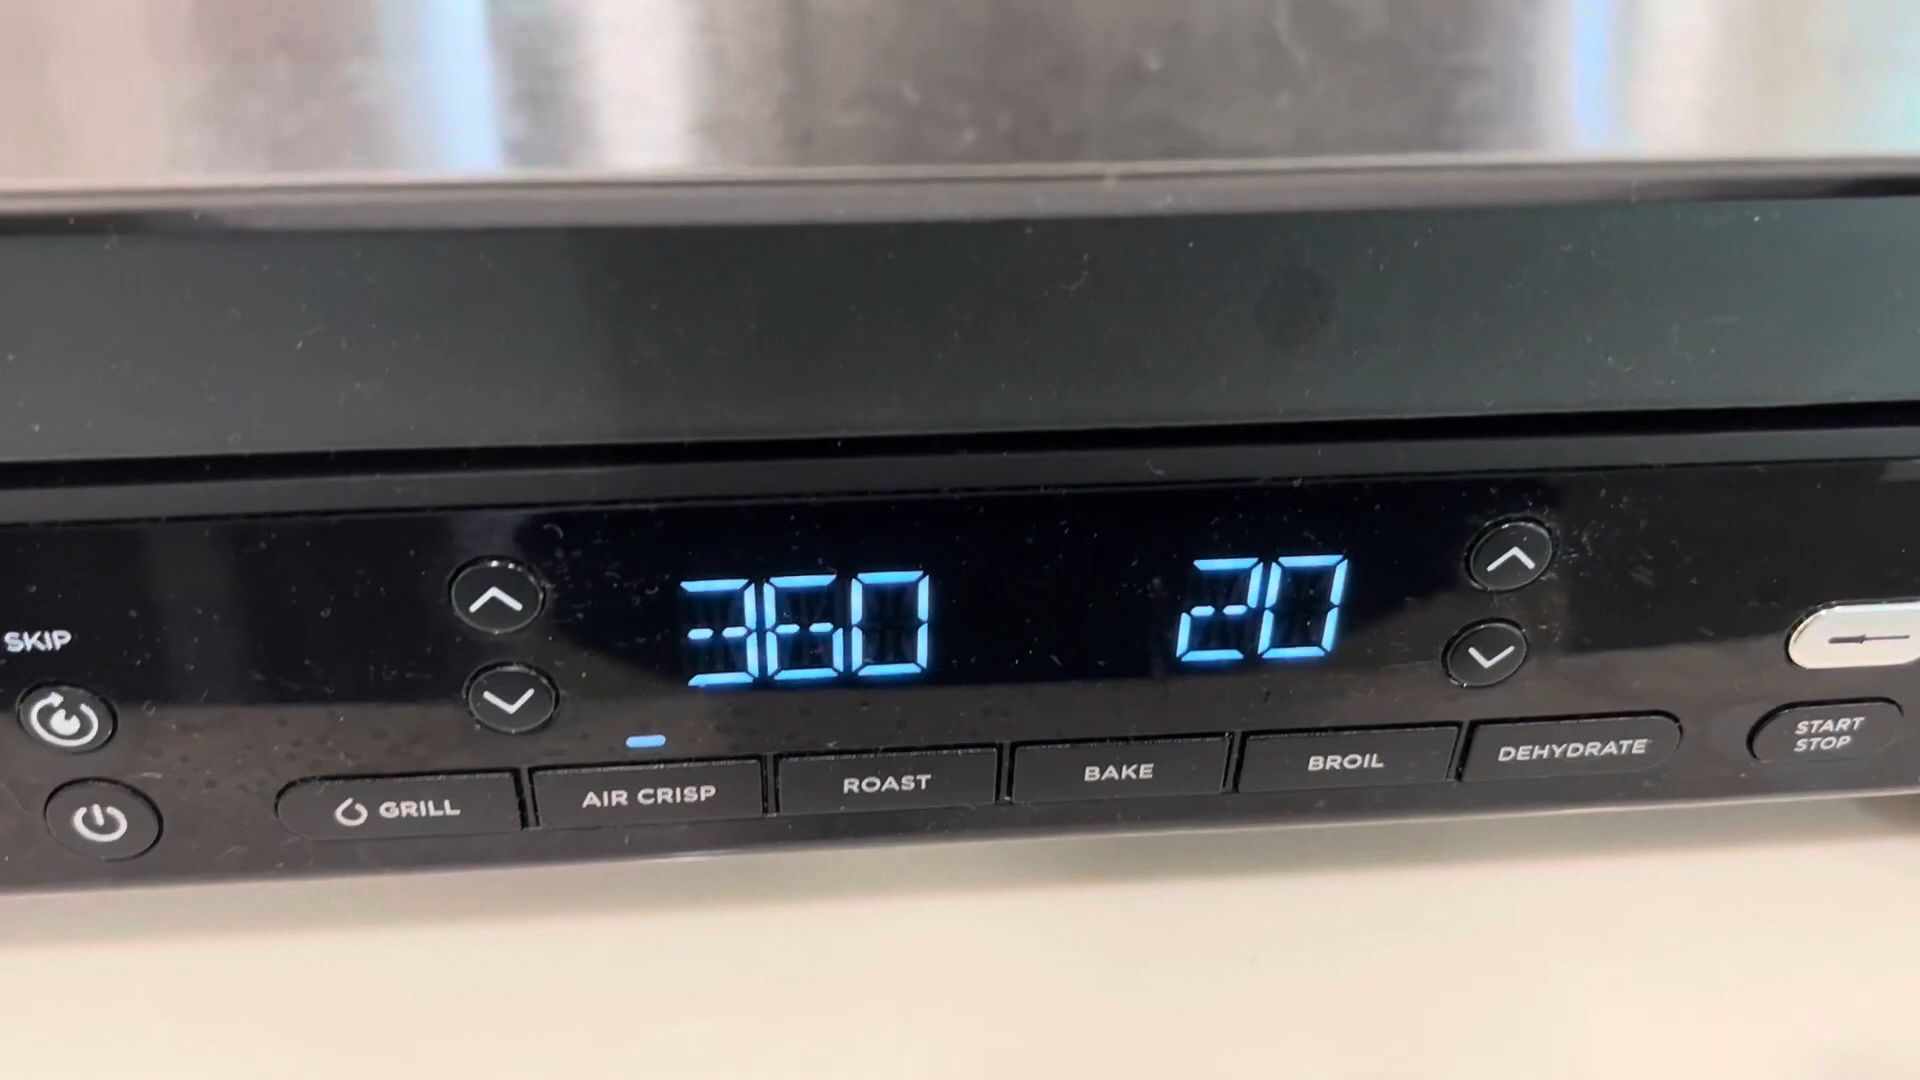 SKIP
360 20
GRILL AIR CRISP ROAST BAKE BROIL DEHYDRATE
START
STOP